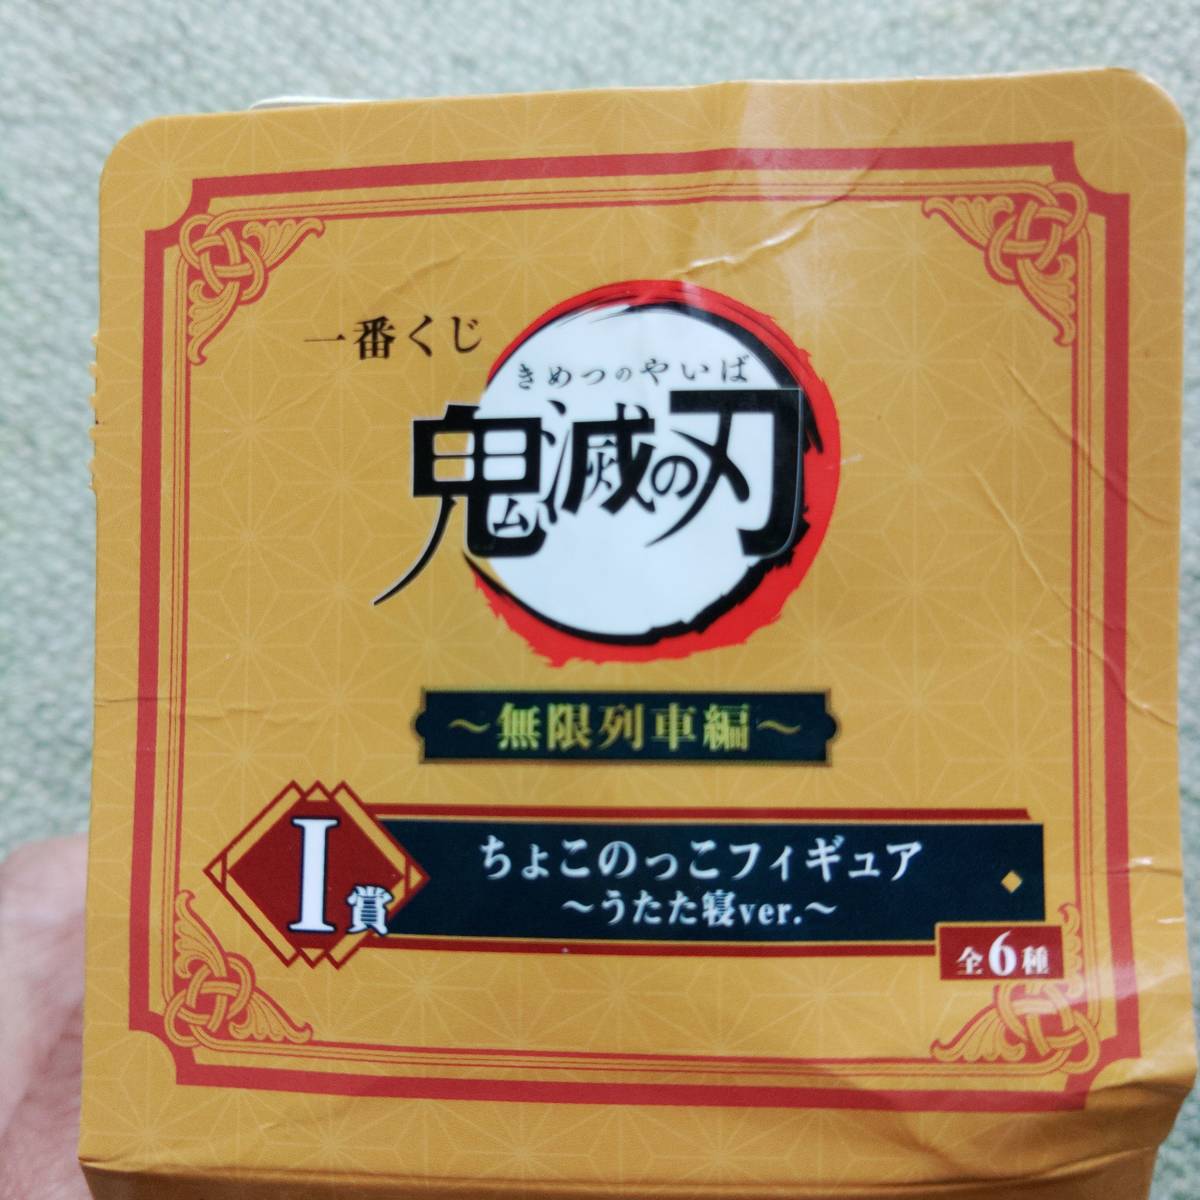 一番くじ
きめつのやいば
鬼滅の刃
～無限列車編～
I賞
ちょこのっこフィギュア
～うたた寝ver.～
全6種